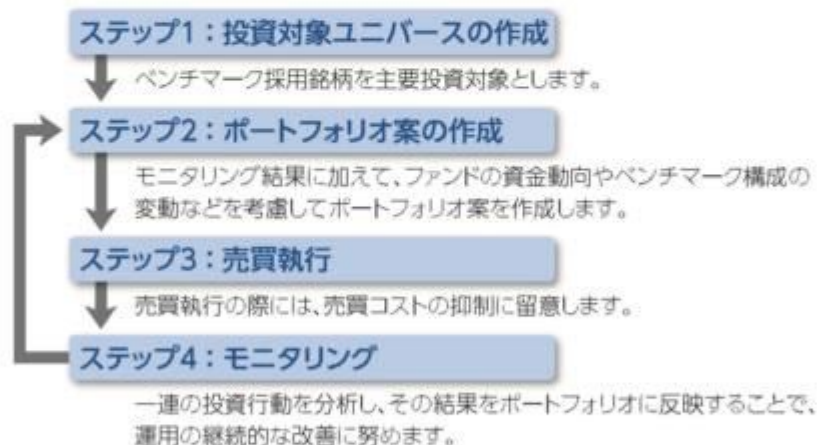 ステップ1：投資対象ユニバースの作成
ベンチマーク採用銘柄を主要投資対象とします。
ステップ2：ポートフォリオ案の作成
モニタリング結果に加えて、ファンドの資金動向やベンチマーク構成の
変動などを考慮してポートフォリオ案を作成します。
ステップ3：売買執行
売買執行の際には、売買コストの抑制に留意します。
ステップ4：モニタリング
一連の投資行動を分析し、その結果をポートフォリオに反映することで、
運用の継続的な改善に努めます。